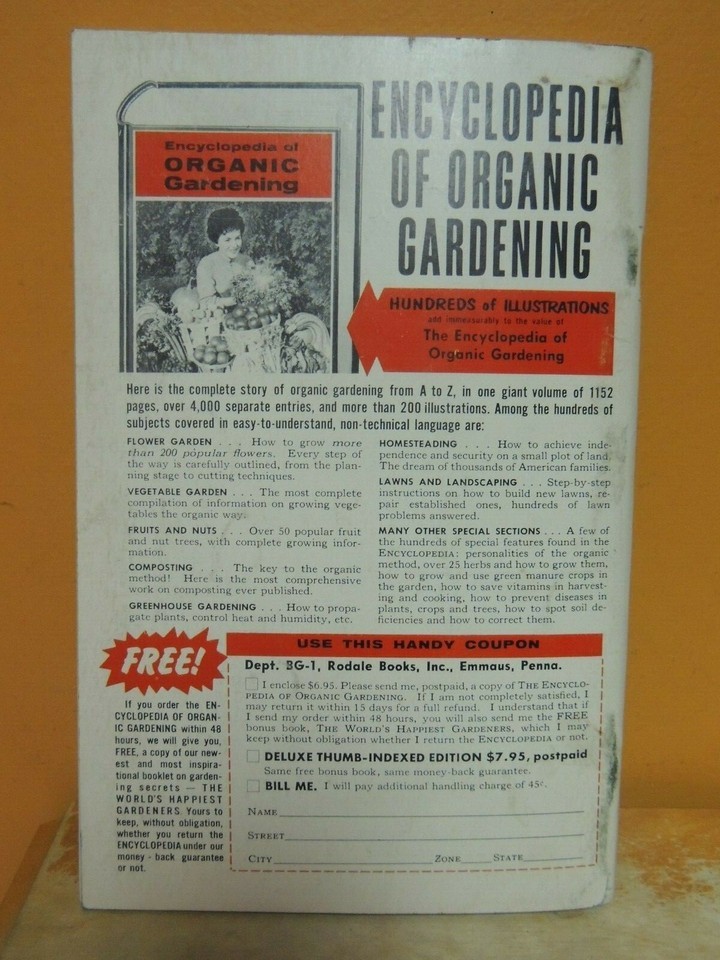 Encyclopedia of
ORGANIC
Gardening
ENCYCLOPEDIA
OF ORGANIC
GARDENING
HUNDREDS of ILLUSTRATIONS
and immeasurably to the value of
The Encyclopedia of
Organic Gardening
Here is the complete story of organic gardening from A to Z, in one giant volume of 1152
pages, over 4,000 separate entries, and more than 200 illustrations. Among the hundreds of
subjects covered in easy-to-understand, non-technical language are:
FLOWER GARDEN . . . How to grow more
than 200 popular flowers. Every step of
the way is carefully outlined, from the plan-
ning stage to cutting techniques.
VEGETABLE GARDEN . . . The most complete
compilation of information on growing vege-
tables the organic way.
FRUITS AND NUTS . . . Over 50 popular fruit
and nut trees, with complete growing infor-
mation.
COMPOSTING . . . The key to the organic
method! Here is the most comprehensive
work on composting ever published.
GREENHOUSE GARDENING . . . How to propa-
gate plants, control heat and humidity, etc.
HOMESTEADING . . . How to achieve inde-
pendence and security on a small plot of land.
The dream of thousands of American families.
LAWNS AND LANDSCAPING . . . Step-by-step
instructions on how to build new lawns, re-
pair established ones, hundreds of lawn
problems answered.
MANY OTHER SPECIAL SECTIONS . . . A few of
the hundreds of special features found in the
ENCYCLOPEDIA: personalities of the organic
method, over 25 herbs and how to grow them,
how to grow and use green manure crops in
the garden, how to save vitamins in harvest-
ing and cooking, how to prevent diseases in
plants, crops and trees, how to spot soil de-
ficiencies and how to correct them.
FREE!
If you order the EN-
CYCLOPEDIA OF ORGAN-
IC GARDENING within 48
hours, we will give you,
FREE, a copy of our new-
est and most inspira-
tional booklet on garden-
ing secrets — THE
WORLD'S HAPPIEST
GARDENERS. Yours to
keep, without obligation,
whether you return the
ENCYCLOPEDIA under our
money-back guarantee
or not.
USE THIS HANDY COUPON
Dept. BG-1, Rodale Books, Inc., Emmaus, Penna.
I enclose $6.95. Please send me, postpaid, a copy of THE ENCYCLO-
PEDIA OF ORGANIC GARDENING. If I am not completely satisfied, I
may return it within 15 days for a full refund. I understand that if
I send my order within 48 hours, you will also send me the FREE
bonus book, THE WORLD'S HAPPIEST GARDENERS, which I may
keep without obligation whether I return the ENCYCLOPEDIA or not.
DELUXE THUMB-INDEXED EDITION $7.95, postpaid
Same free bonus book, same money-back guarantee.
BILL ME. I will pay additional handling charge of 45¢.
NAME
STREET
CITY ZONE STATE